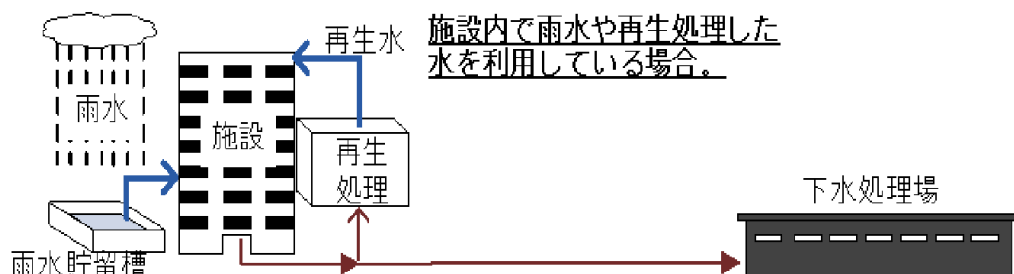 施設内で雨水や再生処理した
水を利用している場合。
再生水
雨水
施設
再生
処理
下水処理場
雨水貯留槽